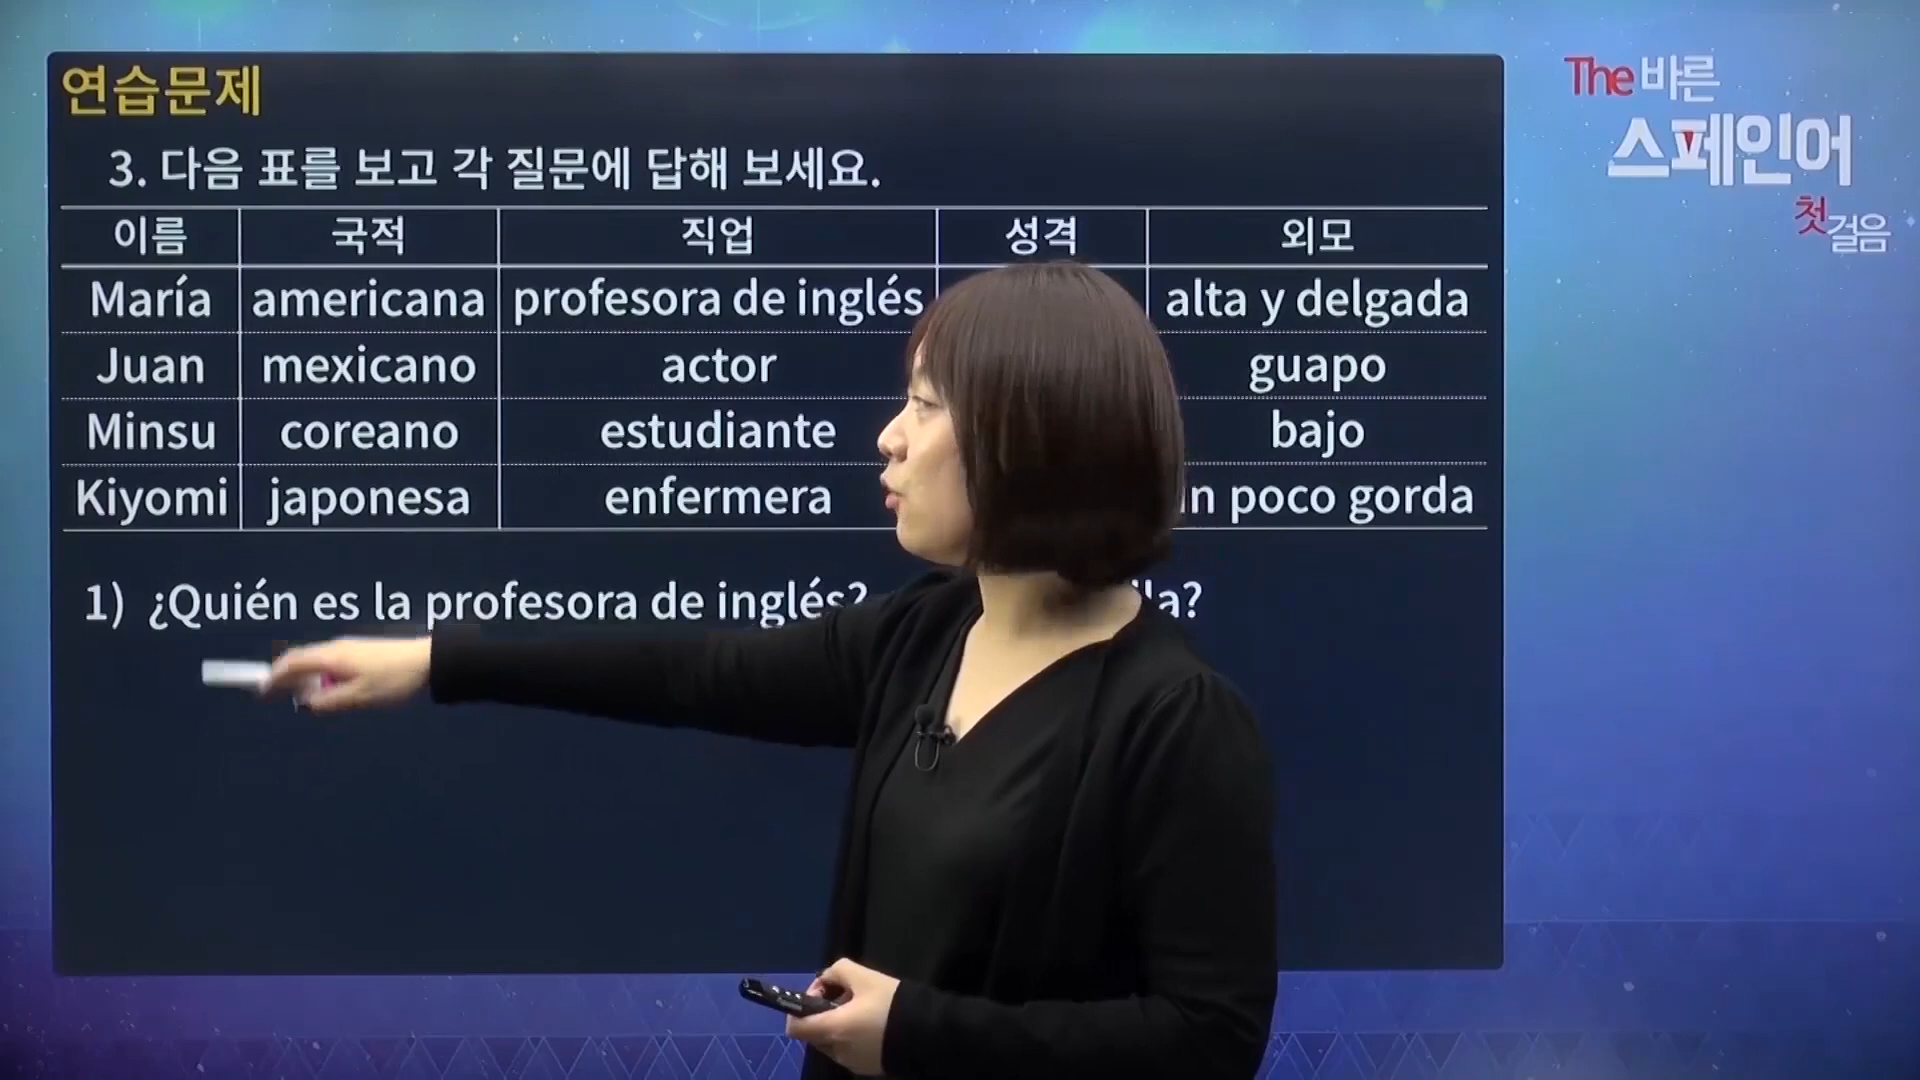 연습문제
3. 다음 표를 보고 각 질문에 답해 보세요.
이름 국적 직업 성격 외모
María americana profesora de inglés alta y delgada
Juan mexicano actor guapo
Minsu coreano estudiante bajo
Kiyomi japonesa enfermera poco gorda
1) ¿Quién es la profesora de inglés?
The 바른
스페인어
첫걸음